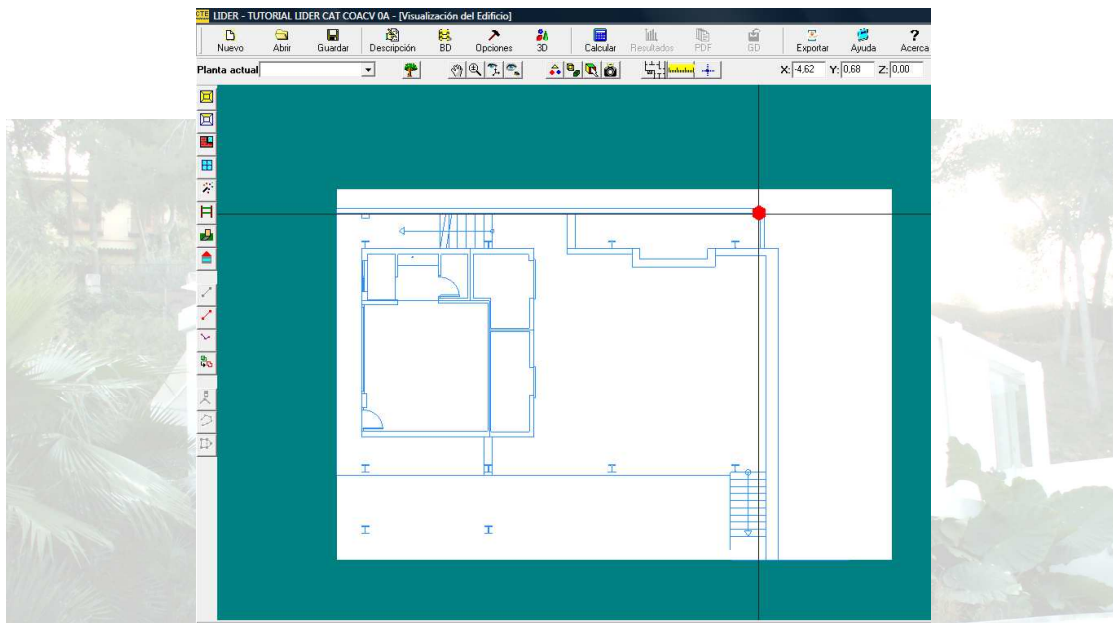 CTE LIDER - TUTORIAL LIDER CAT COACV 0A - [Visualización del Edificio]
Nuevo Abrir Guardar Descripción BD Opciones 3D Calcular Resultados PDF GD Exportar Ayuda Acerca
Planta actual X: -4,62 Y: 0,68 Z: 0,00